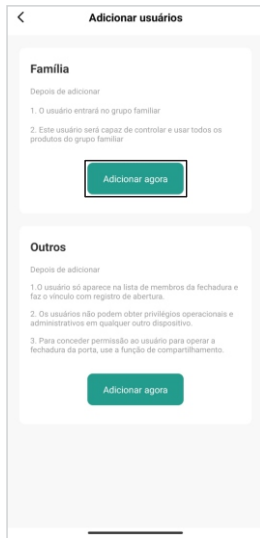 Adicionar usuários
Família
Depois de adicionar
1. O usuário entrará no grupo familiar
2. Este usuário será capaz de controlar e usar todos os
produtos do grupo familiar
Adicionar agora
Outros
Depois de adicionar
1.O usuário só aparece na lista de membros da fechadura e
faz o vinculo com registro de abertura.
2. Os usuários não podem obter privilégios operacionais e
administrativos em qualquer outro dispositivo.
3. Para conceder permissão ao usuário para operar a
fechadura da porta, use a função de compartilhamento.
Adicionar agora